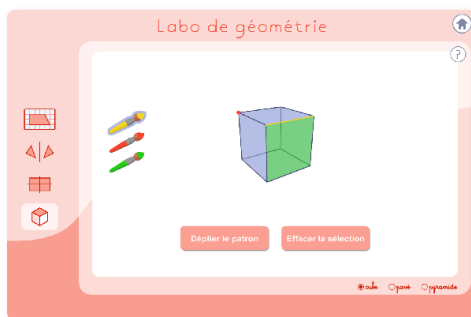 Labo de géométrie
?
Déplier le patron
Effacer la sélection
cube
pavé
pyramide